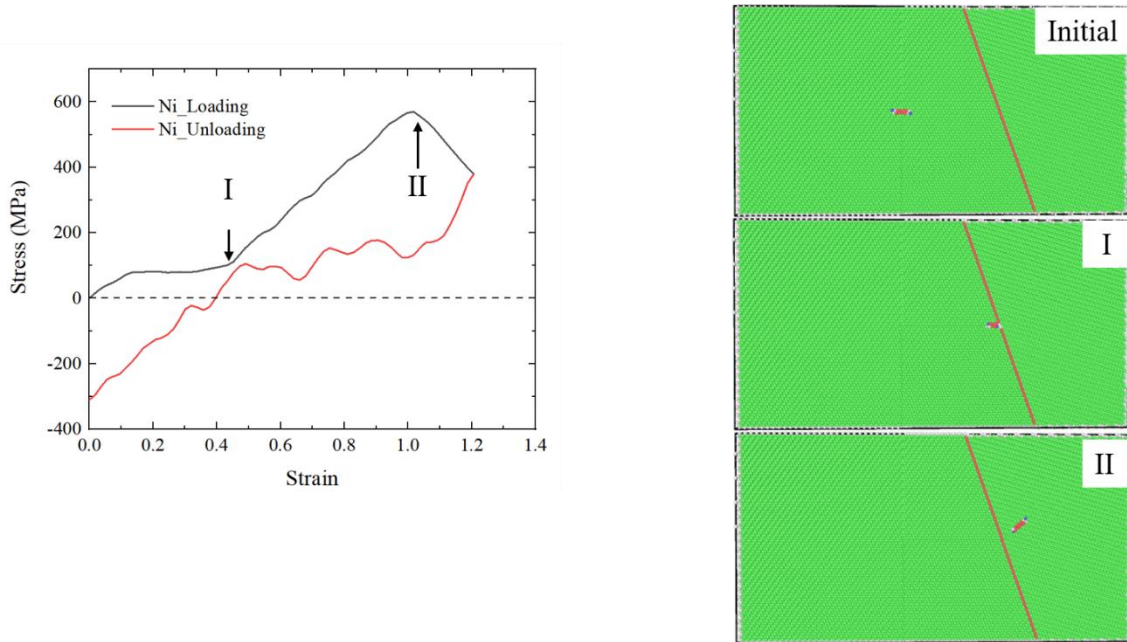 Ni_Loading
Ni_Unloading
I
II
600
400
200
0
-200
-400
0.0 0.2 0.4 0.6 0.8 1.0 1.2 1.4
Stress (MPa)
Strain
Initial
I
II